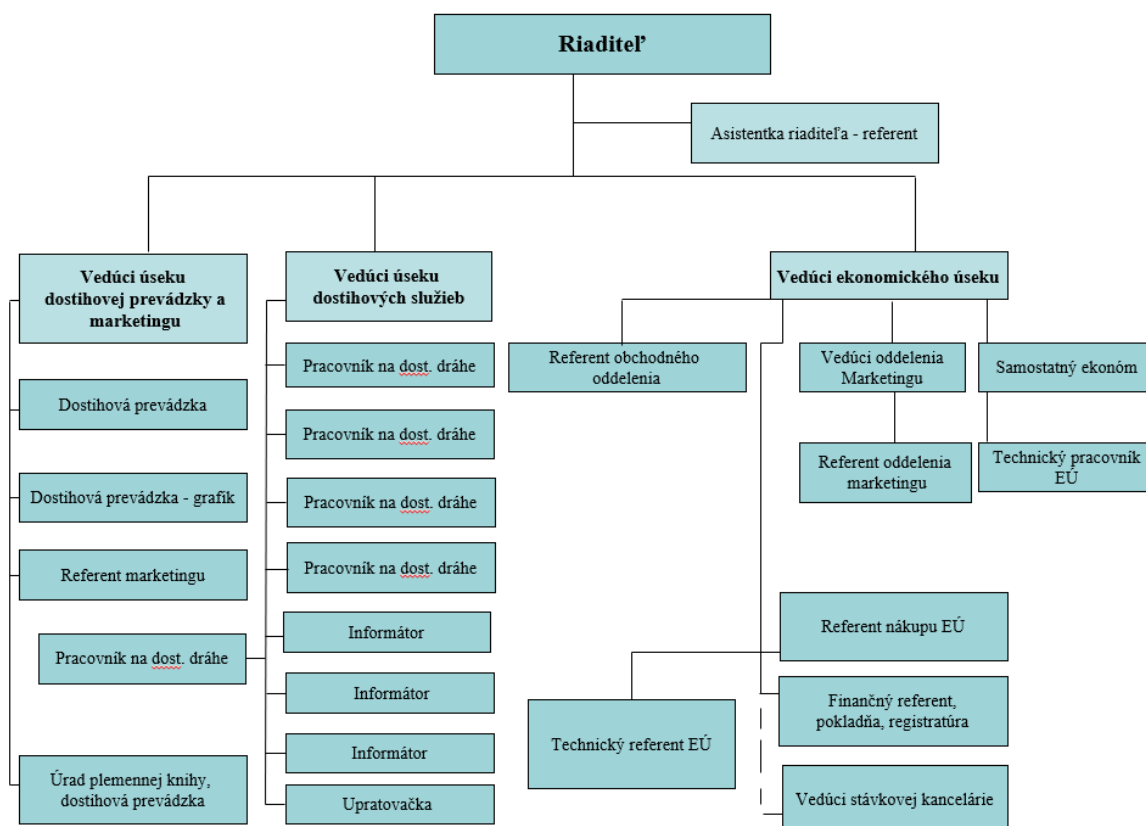 Riaditeľ
Asistentka riaditeľa - referent
Vedúci úseku
dostihovej prevádzky a
marketingu
Dostihová prevádzka
Dostihová prevádzka - grafik
Referent marketingu
Pracovník na dost. dráhe
Úrad plemennej knihy,
dostihová prevádzka
Vedúci úseku
dostihových služieb
Pracovník na dost. dráhe
Pracovník na dost. dráhe
Pracovník na dost. dráhe
Pracovník na dost. dráhe
Informátor
Informátor
Informátor
Upratovačka
Vedúci ekonomického úseku
Referent obchodného
oddelenia
Vedúci oddelenia
Marketingu
Samostatný ekonóm
Referent oddelenia
marketingu
Technický pracovník
EÚ
Referent nákupu EÚ
Technický referent EÚ
Finančný referent,
pokladňa, registratúra
Vedúci stávkovej kancelárie